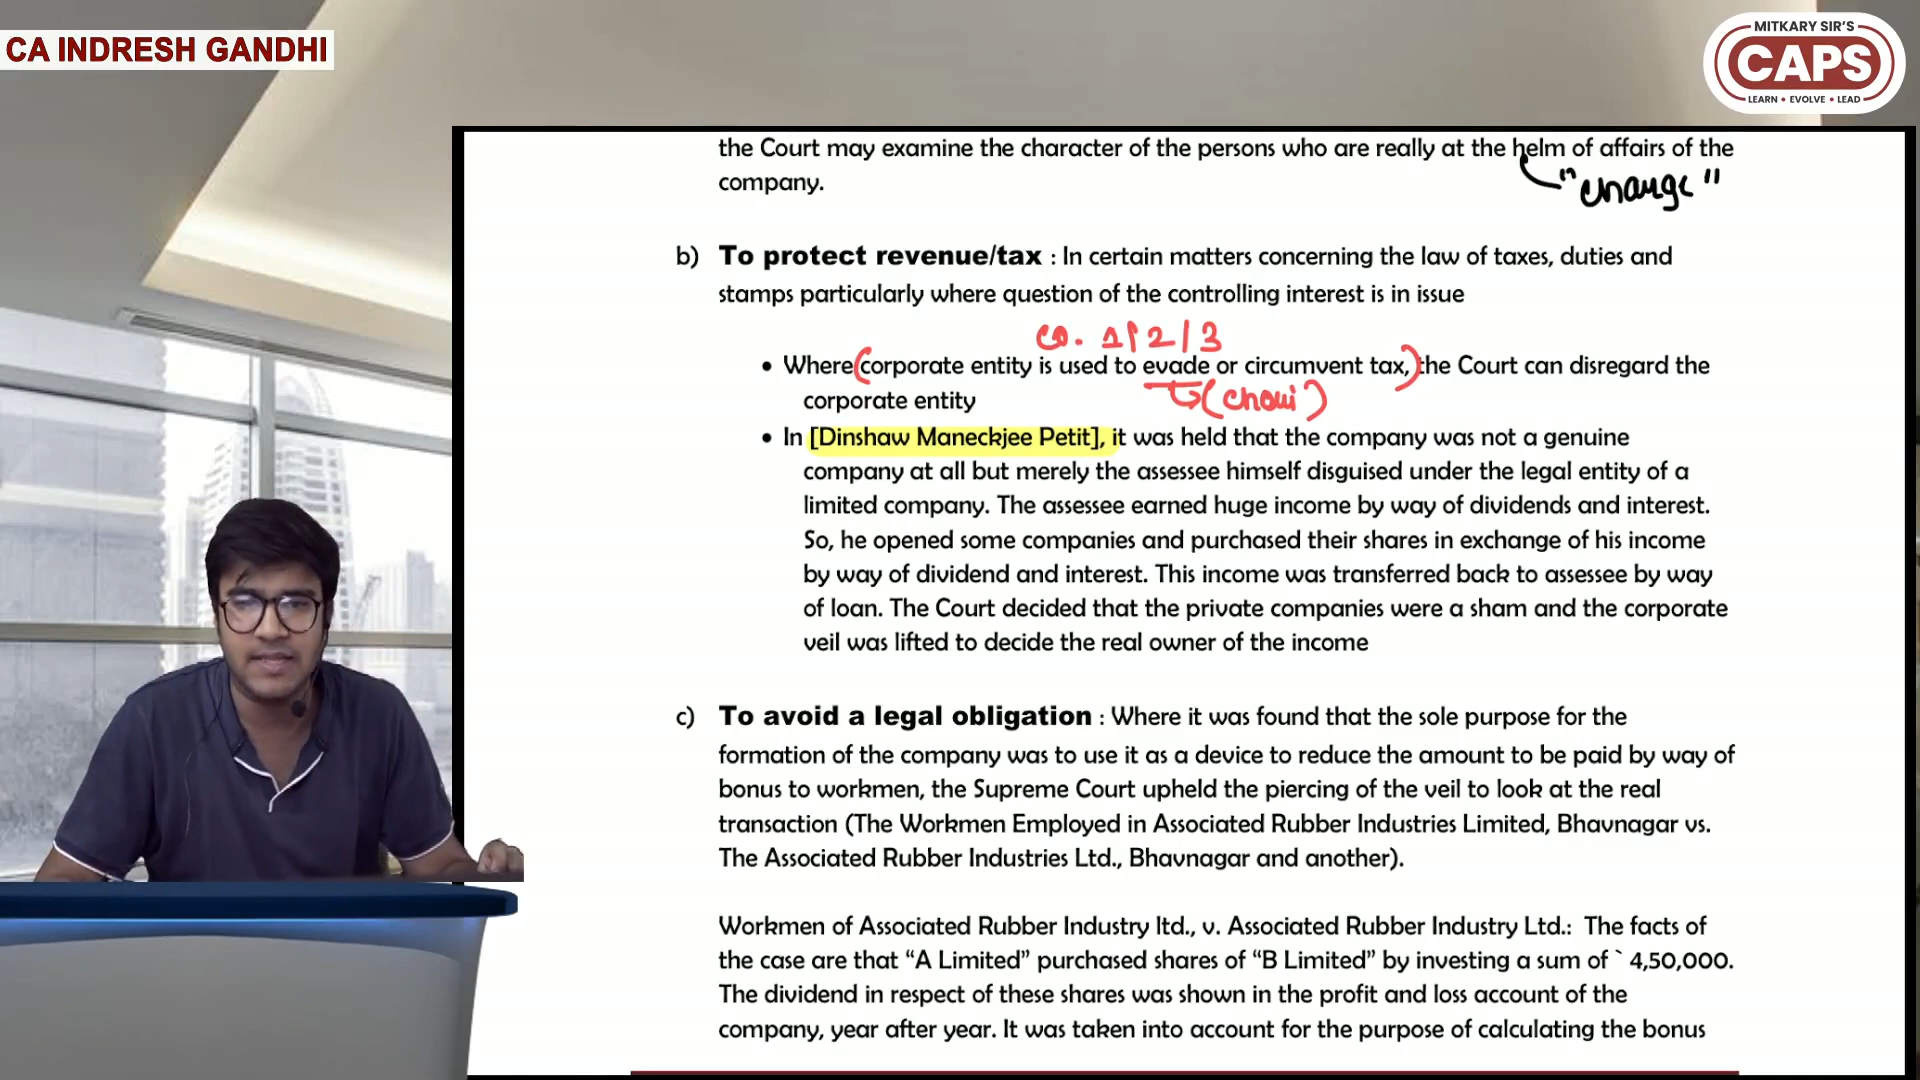 CA INDRESH GANDHI
MITKARY SIR'S
CAPS
LEARN • EVOLVE • LEAD
the Court may examine the character of the persons who are really at the helm of affairs of the
company.
"change"
b) To protect revenue/tax : In certain matters concerning the law of taxes, duties and
stamps particularly where question of the controlling interest is in issue
co. 1/2/3
• Where (corporate entity is used to evade or circumvent tax,) the Court can disregard the
corporate entity
(chori)
• In [Dinshaw Maneckjee Petit], it was held that the company was not a genuine
company at all but merely the assessee himself disguised under the legal entity of a
limited company. The assessee earned huge income by way of dividends and interest.
So, he opened some companies and purchased their shares in exchange of his income
by way of dividend and interest. This income was transferred back to assessee by way
of loan. The Court decided that the private companies were a sham and the corporate
veil was lifted to decide the real owner of the income
c) To avoid a legal obligation : Where it was found that the sole purpose for the
formation of the company was to use it as a device to reduce the amount to be paid by way of
bonus to workmen, the Supreme Court upheld the piercing of the veil to look at the real
transaction (The Workmen Employed in Associated Rubber Industries Limited, Bhavnagar vs.
The Associated Rubber Industries Ltd., Bhavnagar and another).
Workmen of Associated Rubber Industry ltd., v. Associated Rubber Industry Ltd.: The facts of
the case are that “A Limited” purchased shares of “B Limited” by investing a sum of ` 4,50,000.
The dividend in respect of these shares was shown in the profit and loss account of the
company, year after year. It was taken into account for the purpose of calculating the bonus